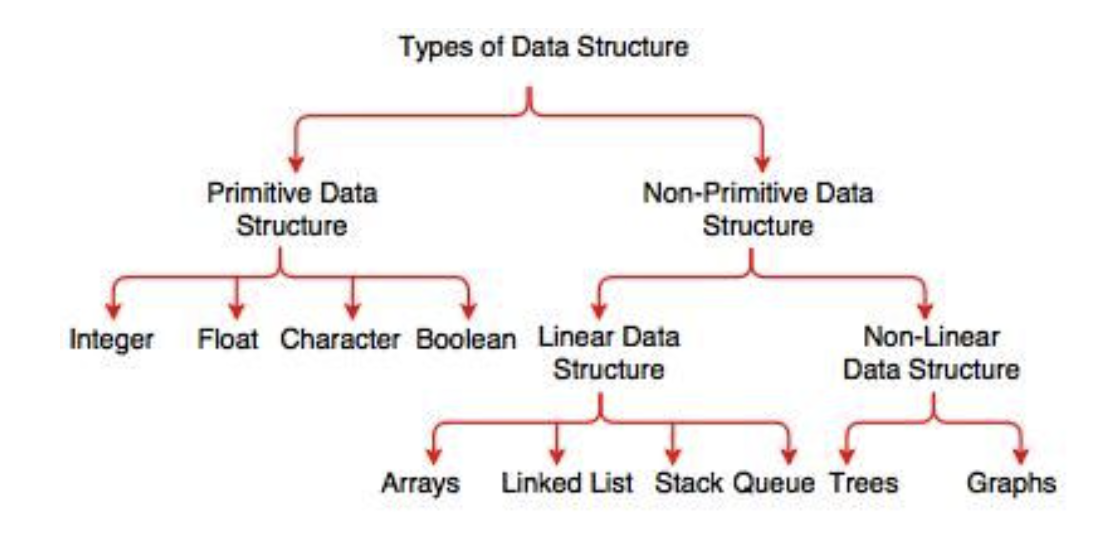 Types of Data Structure
Primitive Data
Structure
Non-Primitive Data
Structure
Integer
Float
Character
Boolean
Linear Data
Structure
Non-Linear
Data Structure
Arrays
Linked List
Stack
Queue
Trees
Graphs